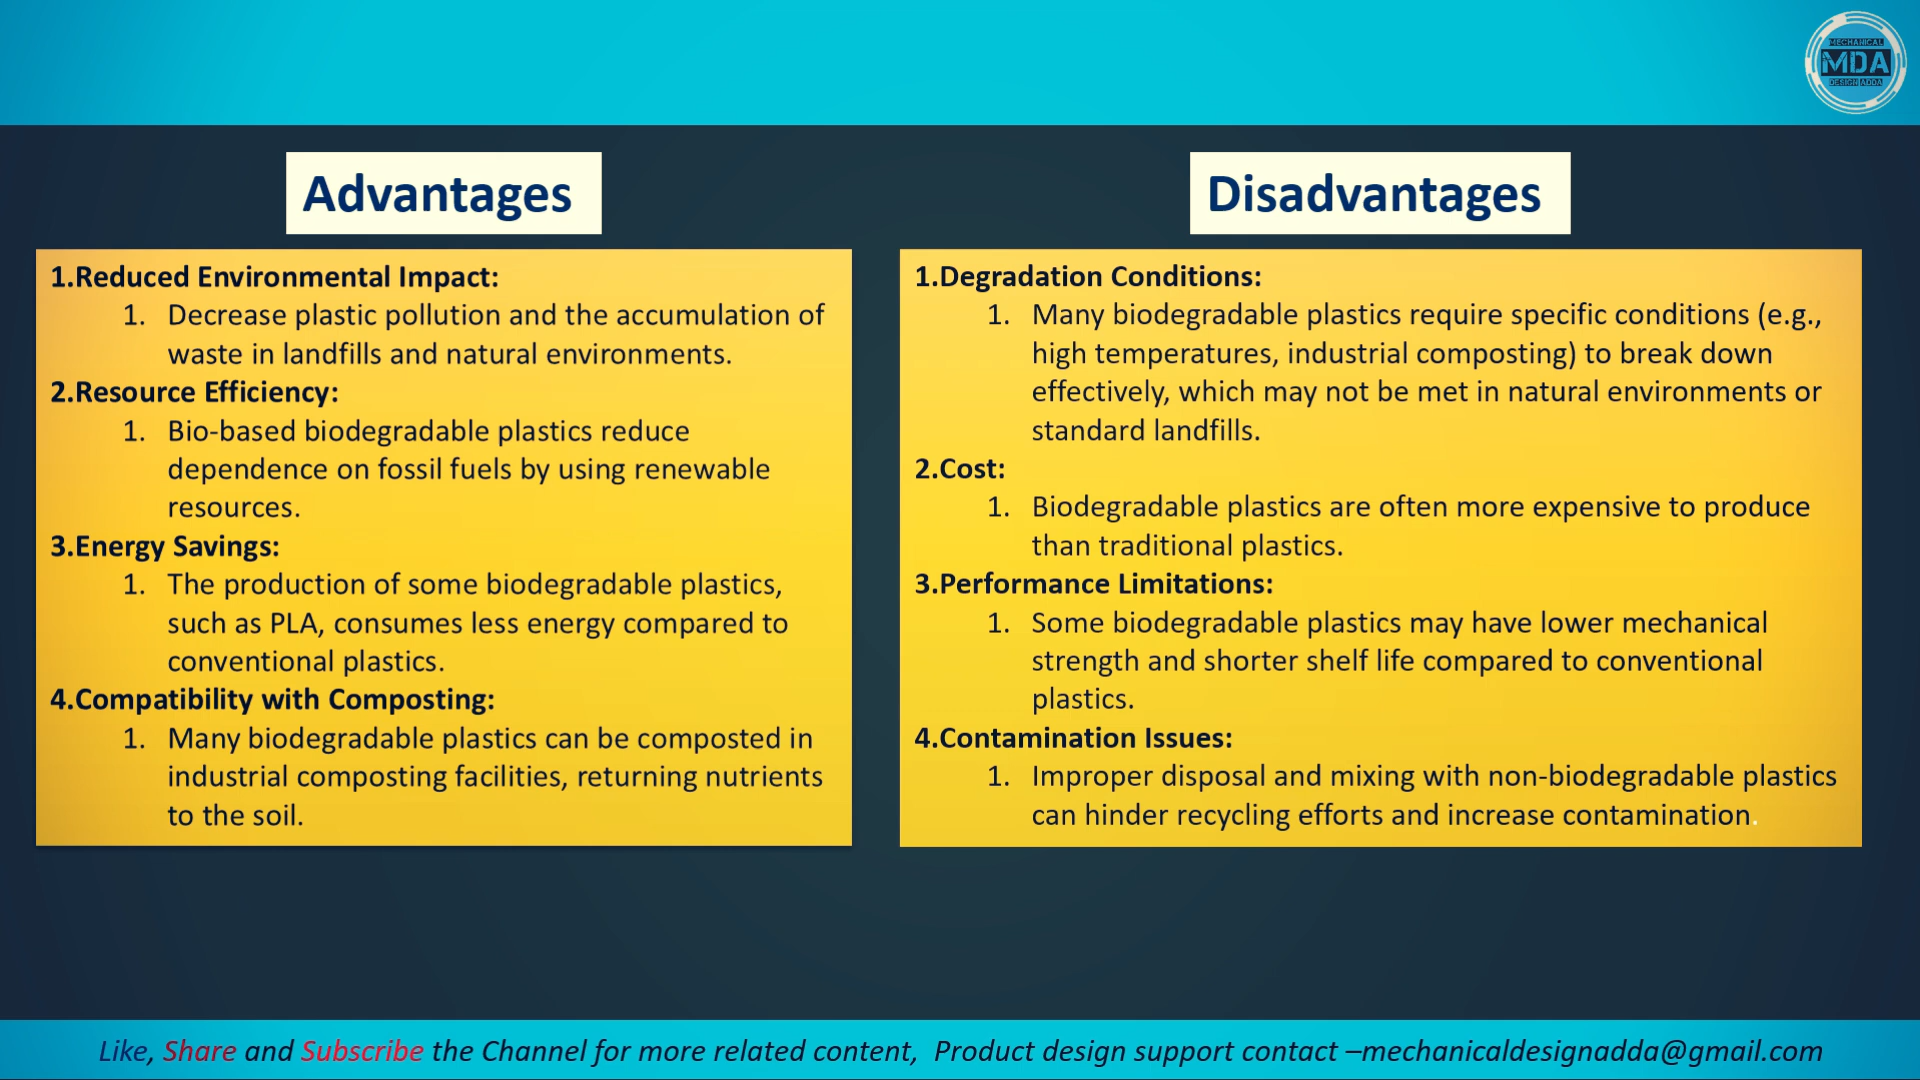 MECHANICAL
MDA
DESIGN ADDA
Advantages
1.Reduced Environmental Impact:
1. Decrease plastic pollution and the accumulation of
waste in landfills and natural environments.
2.Resource Efficiency:
1. Bio-based biodegradable plastics reduce
dependence on fossil fuels by using renewable
resources.
3.Energy Savings:
1. The production of some biodegradable plastics,
such as PLA, consumes less energy compared to
conventional plastics.
4.Compatibility with Composting:
1. Many biodegradable plastics can be composted in
industrial composting facilities, returning nutrients
to the soil.
Disadvantages
1.Degradation Conditions:
1. Many biodegradable plastics require specific conditions (e.g.,
high temperatures, industrial composting) to break down
effectively, which may not be met in natural environments or
standard landfills.
2.Cost:
1. Biodegradable plastics are often more expensive to produce
than traditional plastics.
3.Performance Limitations:
1. Some biodegradable plastics may have lower mechanical
strength and shorter shelf life compared to conventional
plastics.
4.Contamination Issues:
1. Improper disposal and mixing with non-biodegradable plastics
can hinder recycling efforts and increase contamination.
Like, Share and Subscribe the Channel for more related content, Product design support contact –mechanicaldesignadda@gmail.com